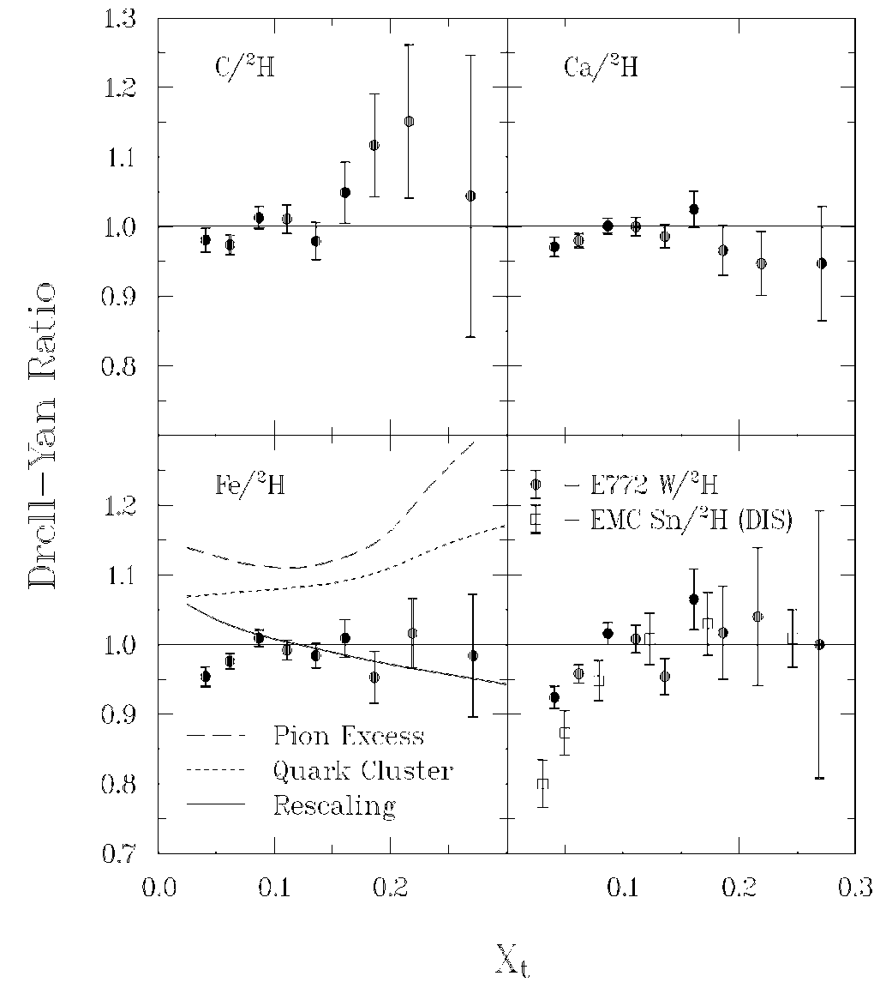 1.3
C/²H
Ca/²H
1.2
1.1
1.0
0.9
0.8
Drell-Yan Ratio
Fe/²H
– E772 W/²H
1.2
– EMC Sn/²H (DIS)
1.1
1.0
0.9
Pion Excess
Quark Cluster
0.8
Rescaling
0.7
0.0 0.1 0.2 0.1 0.2 0.3
Xt